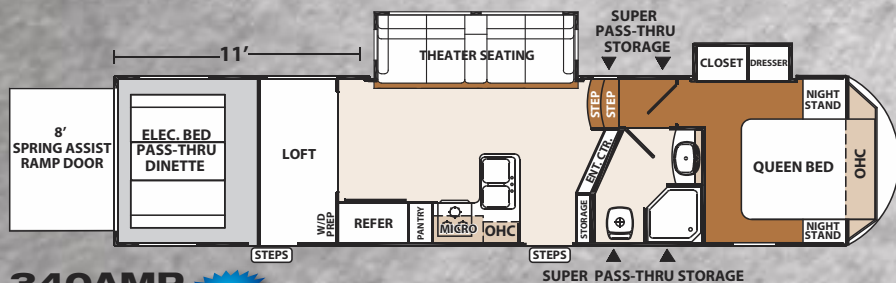 SUPER
PASS-THRU
STORAGE
11’
THEATER SEATING
CLOSET
DRESSER
STEP
STEP
NIGHT
STAND
8’
SPRING ASSIST
RAMP DOOR
ELEC. BED
PASS-THRU
DINETTE
LOFT
ENT. CTR.
QUEEN BED
OHC
W/D
PREP
REFER
PANTRY
MICRO
OHC
STORAGE
NIGHT
STAND
STEPS
STEPS
SUPER PASS-THRU STORAGE